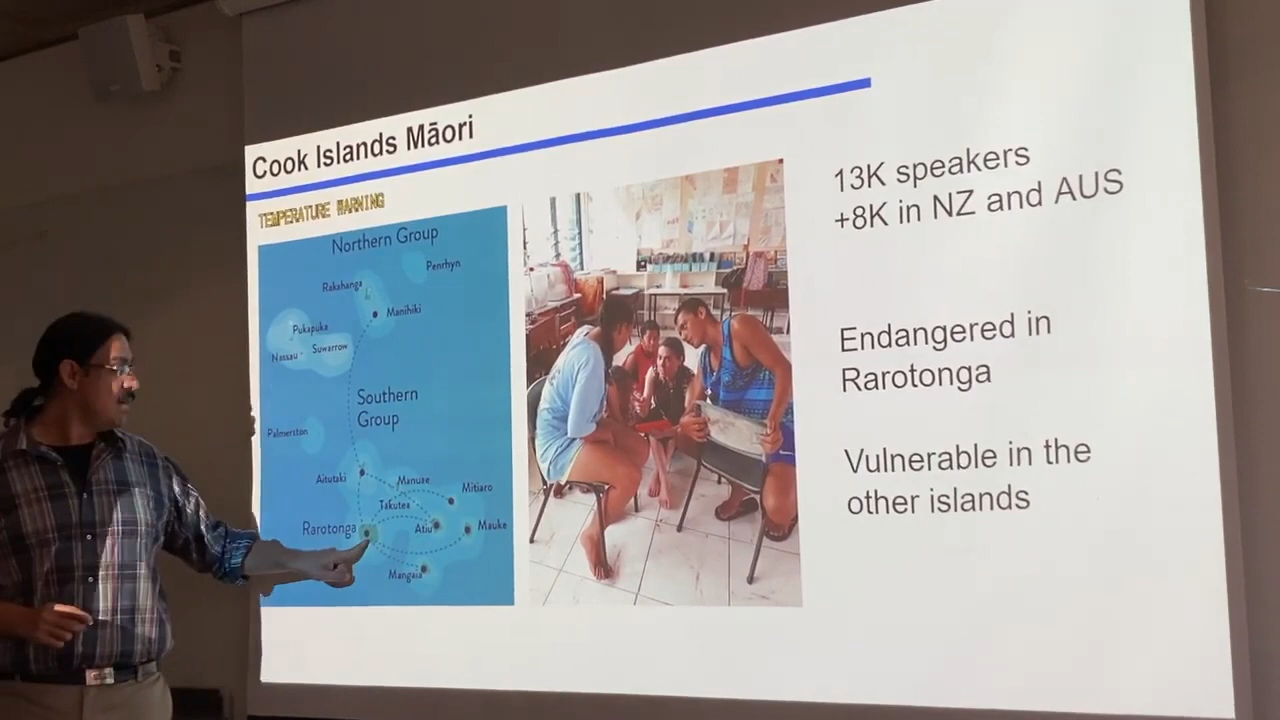 Cook Islands Māori
TEMPERATURE WARNING
Northern Group
Penrhyn
Rakahanga
Manihiki
Pukapuka
Nassau
Suwarrow
Southern
Group
Palmerston
Aitutaki
Manuae
Mitiaro
Takutea
Rarotonga
Atiu
Mauke
Mangaia
13K speakers
+8K in NZ and AUS
Endangered in
Rarotonga
Vulnerable in the
other islands